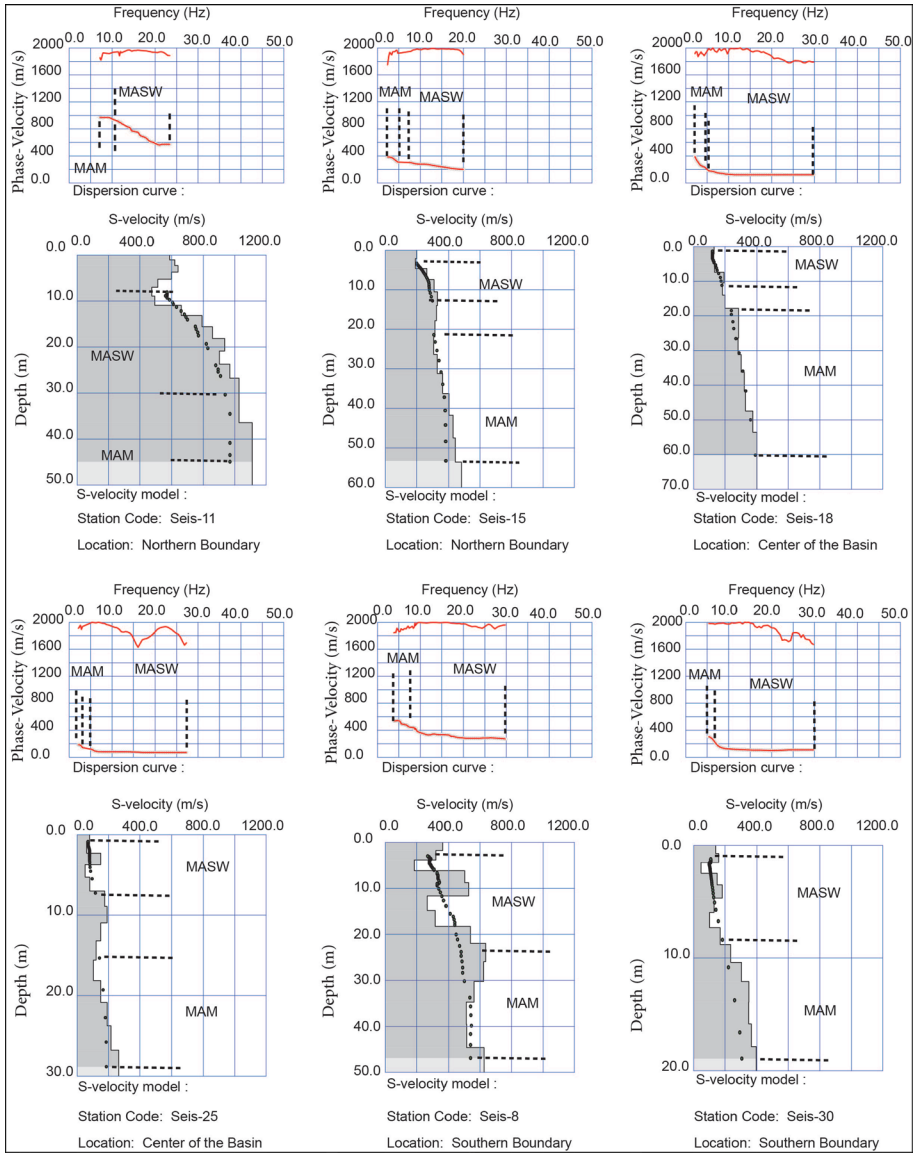 Frequency (Hz)
0.0 10.0 20.0 30.0 40.0 50.0
Phase-Velocity (m/s)
2000
1600
1200
800
400
0.0
MASW
MAM
Dispersion curve :
S-velocity (m/s)
0.0 400.0 800.0 1200.0
Depth (m)
0.0
10.0
20.0
30.0
40.0
50.0
MASW
MAM
S-velocity model :
Station Code: Seis-11
Location: Northern Boundary
Frequency (Hz)
0.0 10.0 20.0 30.0 40.0 50.0
Phase-Velocity (m/s)
2000
1600
1200
800
400
0.0
MAM
MASW
Dispersion curve :
S-velocity (m/s)
0.0 400.0 800.0 1200.0
Depth (m)
0.0
10.0
20.0
30.0
40.0
50.0
60.0
MASW
MAM
S-velocity model :
Station Code: Seis-15
Location: Northern Boundary
Frequency (Hz)
0.0 10.0 20.0 30.0 40.0 50.0
Phase-Velocity (m/s)
2000
1600
1200
800
400
0.0
MAM
MASW
Dispersion curve :
S-velocity (m/s)
0.0 400.0 800.0 1200.0
Depth (m)
0.0
10.0
20.0
30.0
40.0
50.0
60.0
70.0
MASW
MAM
S-velocity model :
Station Code: Seis-18
Location: Center of the Basin
Frequency (Hz)
0.0 10.0 20.0 30.0 40.0 50.0
Phase-Velocity (m/s)
2000
1600
1200
800
400
0.0
MAM
MASW
Dispersion curve :
S-velocity (m/s)
0.0 400.0 800.0 1200.0
Depth (m)
0.0
10.0
20.0
30.0
MASW
MAM
S-velocity model :
Station Code: Seis-25
Location: Center of the Basin
Frequency (Hz)
0.0 10.0 20.0 30.0 40.0 50.0
Phase-Velocity (m/s)
2000
1600
1200
800
400
0.0
MAM
MASW
Dispersion curve :
S-velocity (m/s)
0.0 400.0 800.0 1200.0
Depth (m)
0.0
10.0
20.0
30.0
40.0
50.0
MASW
MAM
S-velocity model :
Station Code: Seis-8
Location: Southern Boundary
Frequency (Hz)
0.0 10.0 20.0 30.0 40.0 50.0
Phase-Velocity (m/s)
2000
1600
1200
800
400
0.0
MAM
MASW
Dispersion curve :
S-velocity (m/s)
0.0 400.0 800.0 1200.0
Depth (m)
0.0
10.0
20.0
MASW
MAM
S-velocity model :
Station Code: Seis-30
Location: Southern Boundary